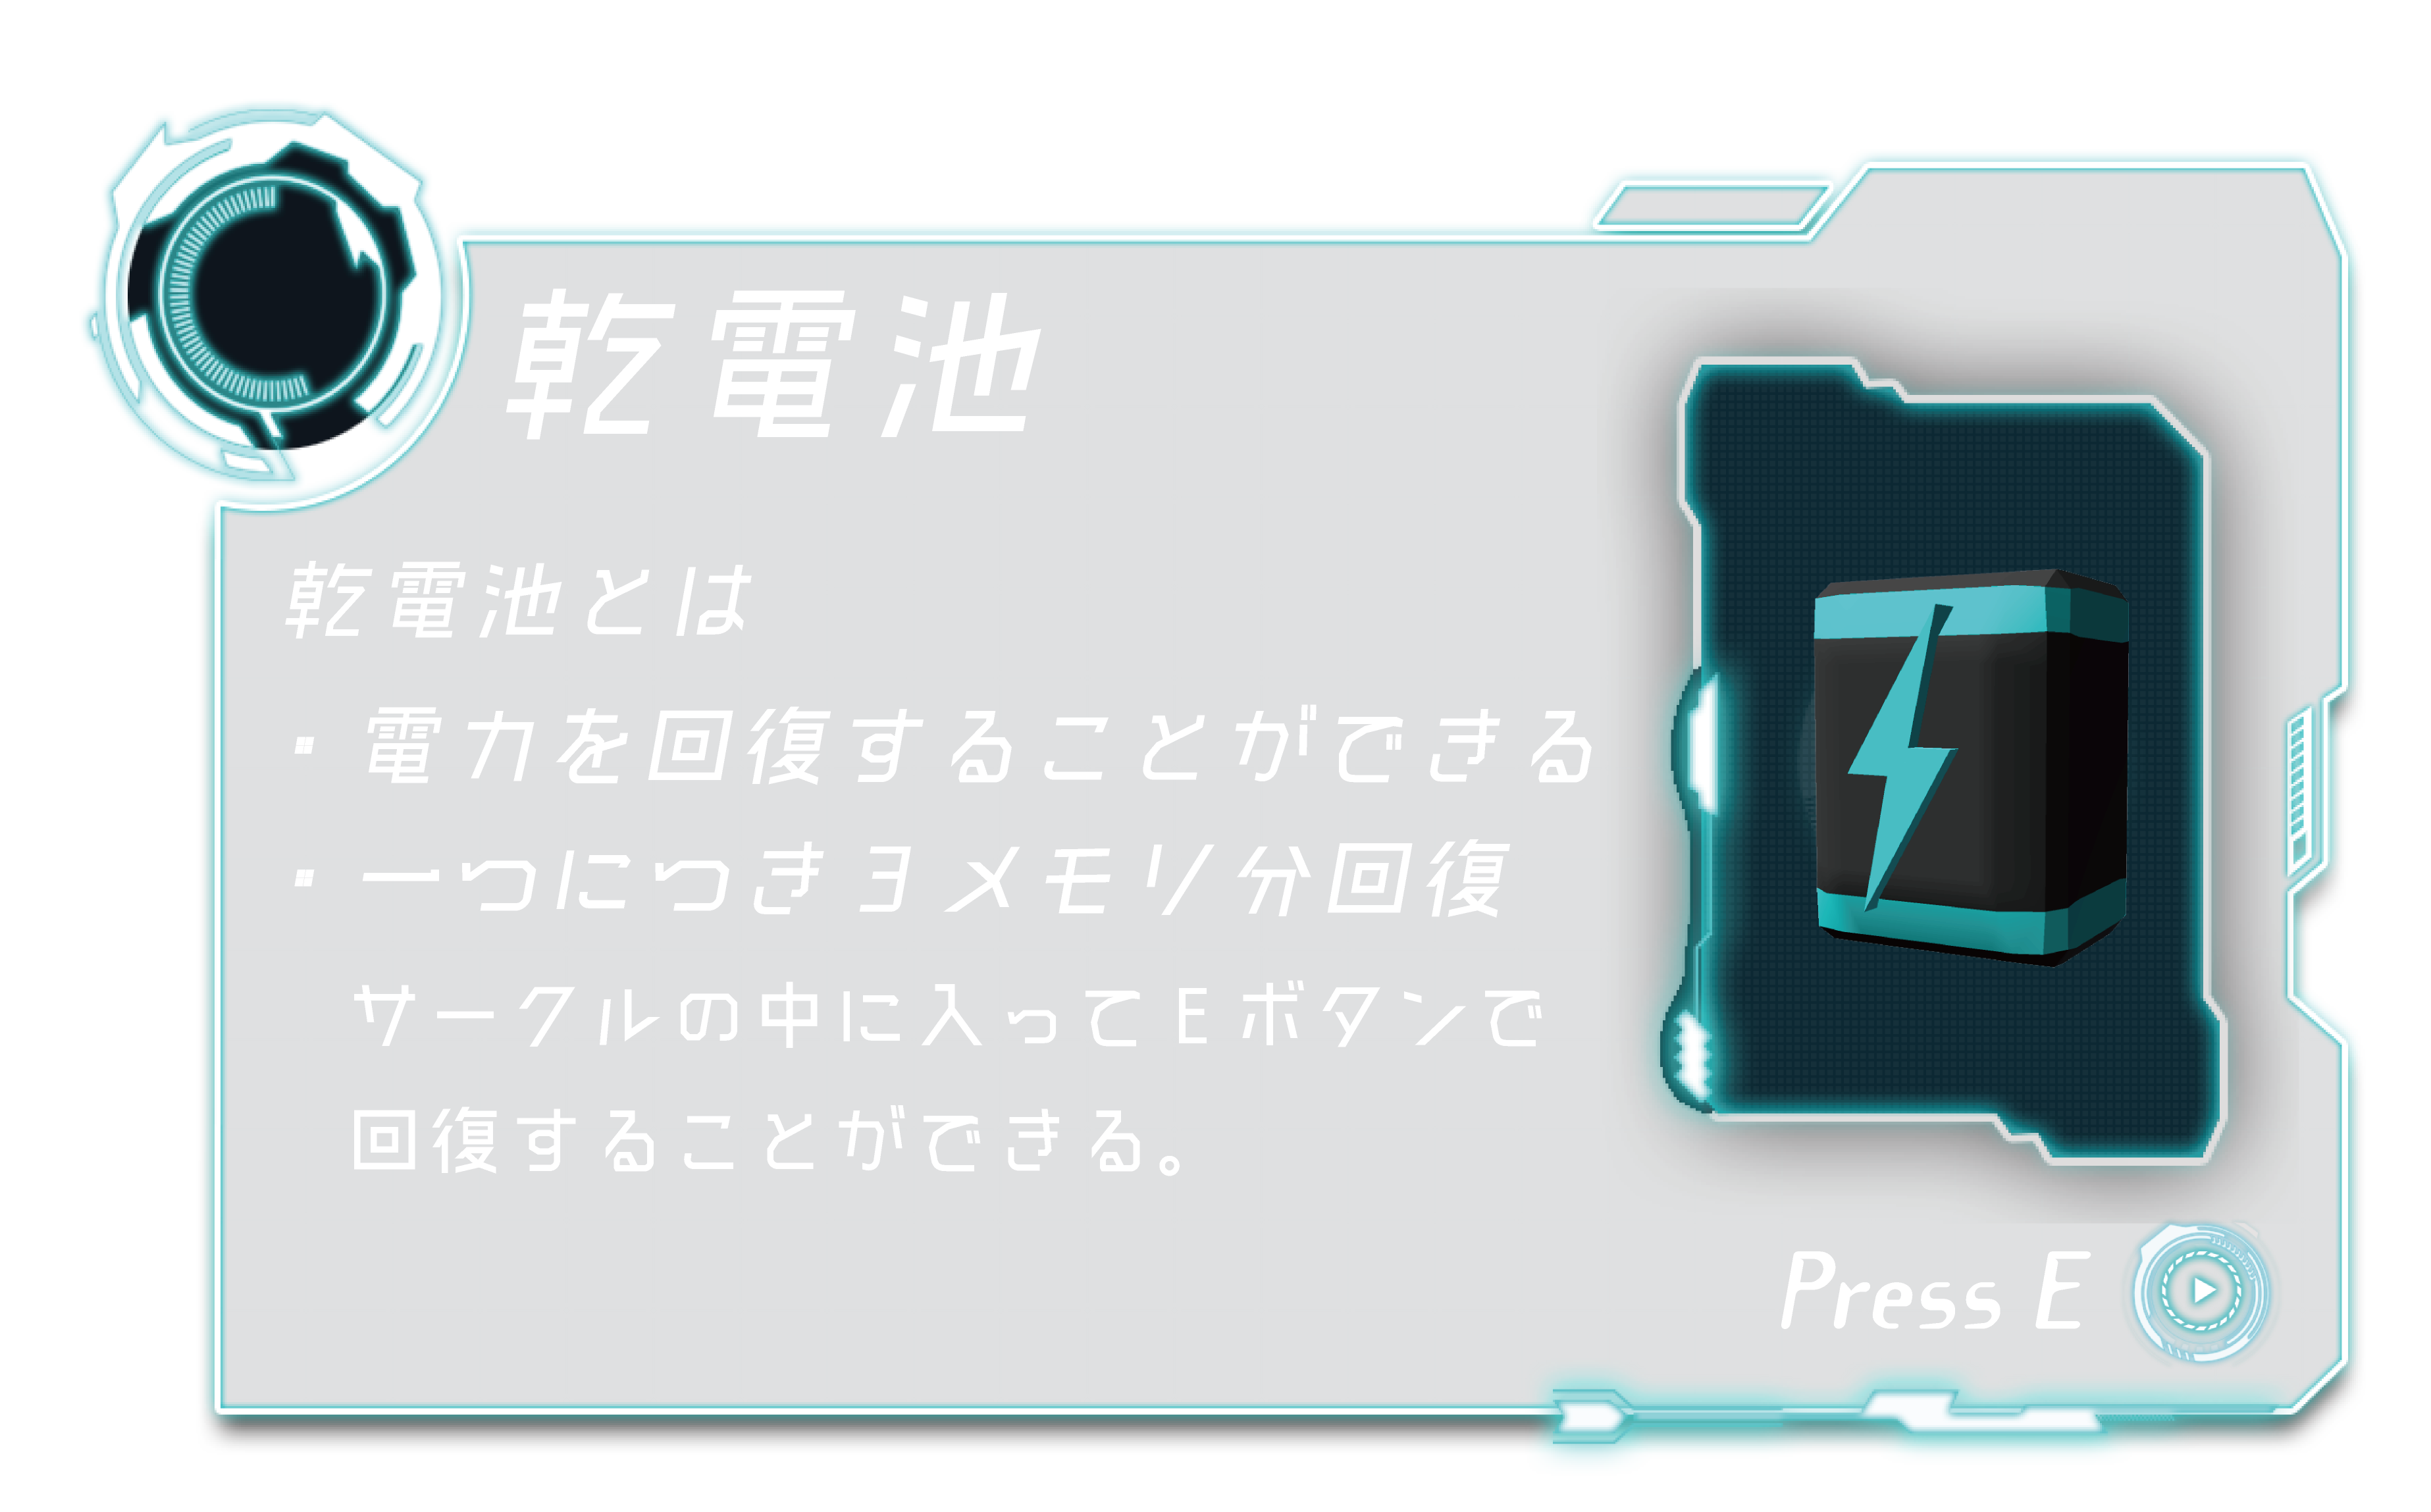 乾電池
乾電池とは
・電力を回復することができる
・一つにつき3メモリ分回復
サークルの中に入ってEボタンで
回復することができる。
Press E